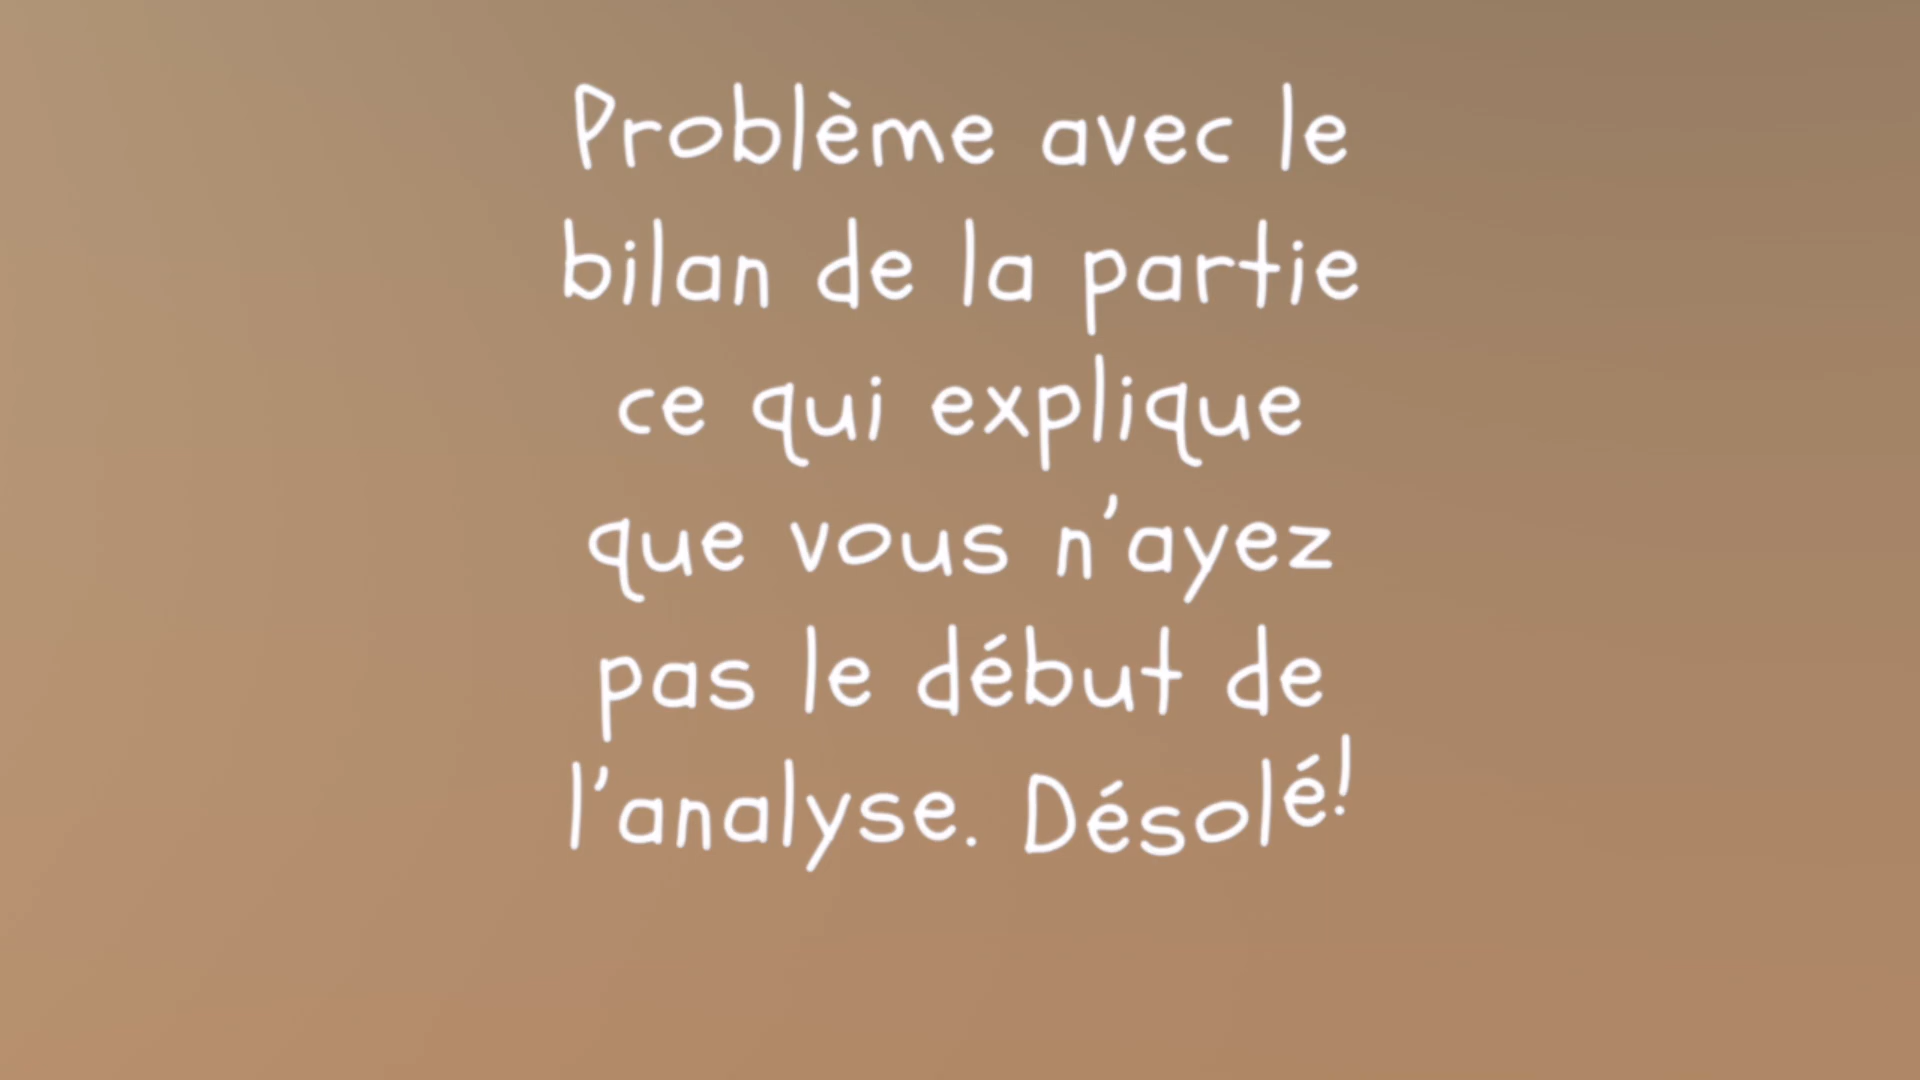 Problème avec le
bilan de la partie
ce qui explique
que vous n'ayez
pas le début de
l'analyse. Désolé!